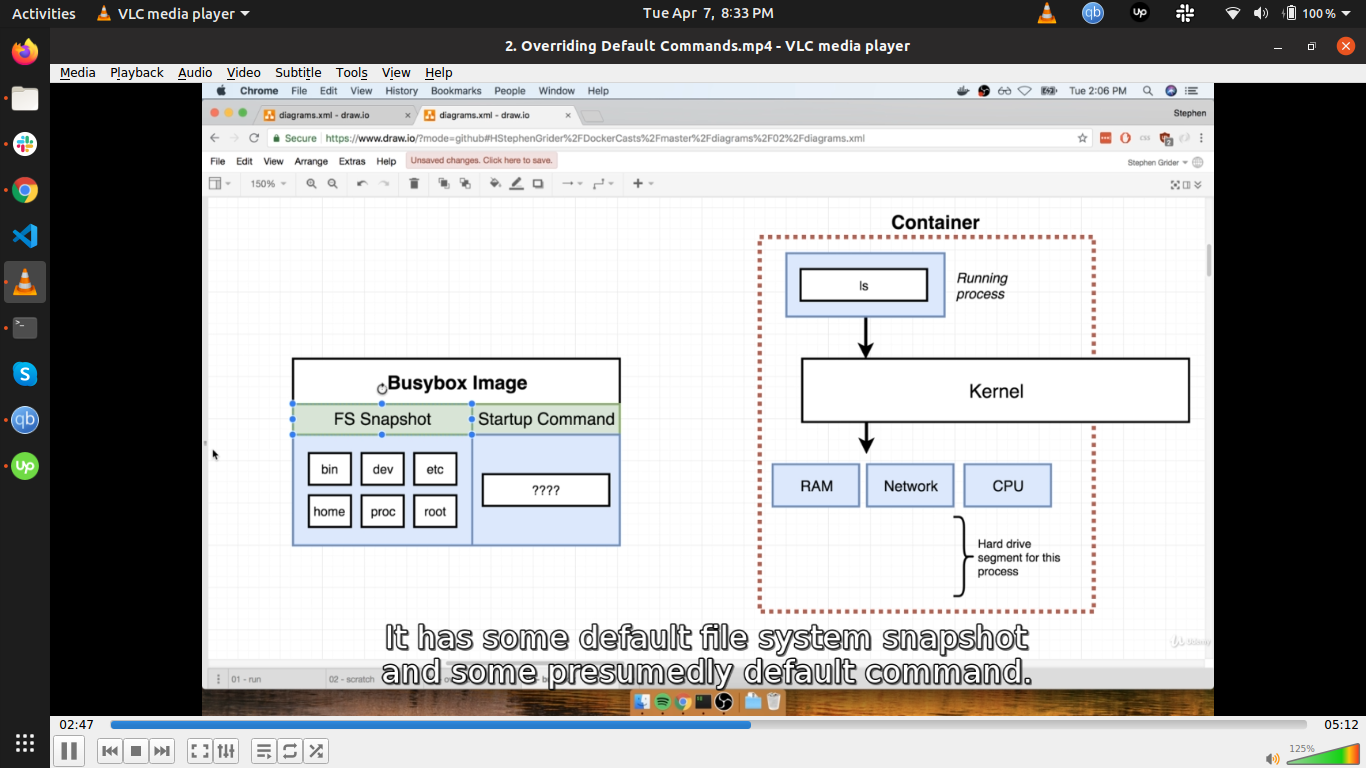 Activities VLC media player Tue Apr 7, 8:33 PM qb up 100 %
2. Overriding Default Commands.mp4 - VLC media player
Media Playback Audio Video Subtitle Tools View Help
Chrome File Edit View History Bookmarks People Window Help Tue 2:06 PM
diagrams.xml - draw.io diagrams.xml - draw.io Stephen
Secure https://www.draw.io/?mode=github#HStephenGrider%2FDockerCasts%2Fmaster%2Fdiagrams%2F02%2Fdiagrams.xml
File Edit View Arrange Extras Help Unsaved changes. Click here to save. Stephen Grider
150%
Container
ls
Running
process
Busybox Image
Kernel
FS Snapshot Startup Command
bin dev etc
????
home proc root
RAM Network CPU
Hard drive
segment for this
process
It has some default file system snapshot
and some presumedly default command.
01 - run 02 - scratch
02:47 05:12
125%